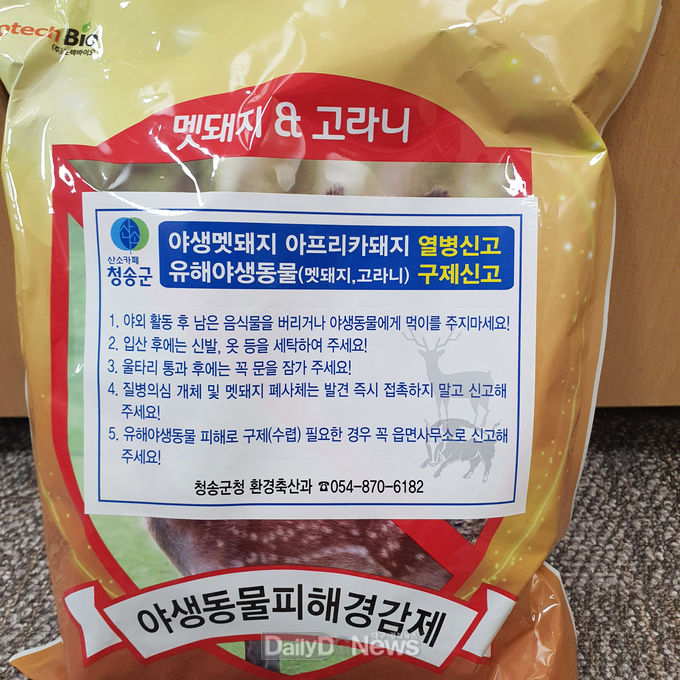 otech Bio
멧돼지 & 고라니
산소카페
청송군
야생멧돼지 아프리카돼지 열병신고
유해야생동물(멧돼지,고라니) 구제신고
1. 야외 활동 후 남은 음식물을 버리거나 야생동물에게 먹이를 주지마세요!
2. 입산 후에는 신발, 옷 등을 세탁하여 주세요!
3. 울타리 통과 후에는 꼭 문을 잠가 주세요!
4. 질병의심 개체 및 멧돼지 폐사체는 발견 즉시 접촉하지 말고 신고해
주세요!
5. 유해야생동물 피해로 구제(수렵) 필요한 경우 꼭 읍면사무소로 신고해
주세요!
청송군청 환경축산과 ☎054-870-6182
야생동물피해경감제
DailyD News